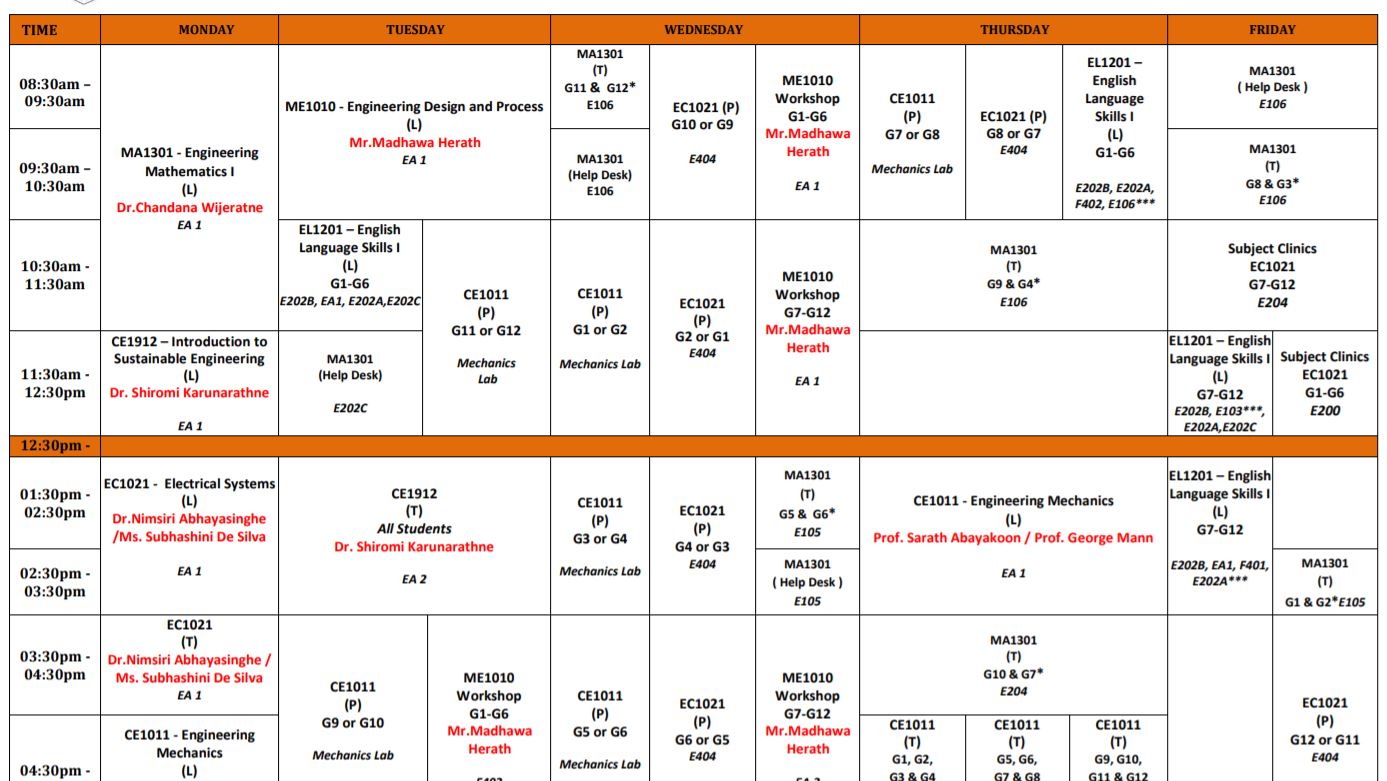 TIME
MONDAY
TUESDAY
WEDNESDAY
THURSDAY
FRIDAY
08:30am –
09:30am
09:30am –
10:30am
10:30am -
11:30am
11:30am -
12:30pm
MA1301 - Engineering
Mathematics I
(L)
Dr.Chandana Wijeratne
EA 1
CE1912 – Introduction to
Sustainable Engineering
(L)
Dr. Shiromi Karunarathne
EA 1
ME1010 - Engineering Design and Process
(L)
Mr.Madhawa Herath
EA 1
EL1201 – English
Language Skills I
(L)
G1-G6
E202B, EA1, E202A,E202C
MA1301
(Help Desk)
E202C
CE1011
(P)
G11 or G12
Mechanics
Lab
MA1301
(T)
G11 & G12*
E106
MA1301
(Help Desk)
E106
EC1021 (P)
G10 or G9
E404
ME1010
Workshop
G1-G6
Mr.Madhawa
Herath
EA 1
CE1011
(P)
G1 or G2
Mechanics Lab
EC1021
(P)
G2 or G1
E404
ME1010
Workshop
G7-G12
Mr.Madhawa
Herath
EA 1
CE1011
(P)
G7 or G8
Mechanics Lab
EC1021 (P)
G8 or G7
E404
EL1201 –
English
Language
Skills I
(L)
G1-G6
E202B, E202A,
F402, E106***
MA1301
(T)
G9 & G4*
E106
MA1301
( Help Desk )
E106
MA1301
(T)
G8 & G3*
E106
Subject Clinics
EC1021
G7-G12
E204
EL1201 – English
Language Skills I
(L)
G7-G12
E202B, E103***,
E202A,E202C
Subject Clinics
EC1021
G1-G6
E200
12:30pm -
01:30pm -
02:30pm
02:30pm -
03:30pm
03:30pm -
04:30pm
04:30pm -
EC1021 - Electrical Systems
(L)
Dr.Nimsiri Abhayasinghe
/Ms. Subhashini De Silva
EA 1
EC1021
(T)
Dr.Nimsiri Abhayasinghe /
Ms. Subhashini De Silva
EA 1
CE1011 - Engineering
Mechanics
(L)
CE1912
(T)
All Students
Dr. Shiromi Karunarathne
EA 2
CE1011
(P)
G9 or G10
Mechanics Lab
ME1010
Workshop
G1-G6
Mr.Madhawa
Herath
CE1011
(P)
G3 or G4
Mechanics Lab
EC1021
(P)
G4 or G3
E404
MA1301
(T)
G5 & G6*
E105
MA1301
( Help Desk )
E105
CE1011
(P)
G5 or G6
Mechanics Lab
EC1021
(P)
G6 or G5
E404
ME1010
Workshop
G7-G12
Mr.Madhawa
Herath
CE1011 - Engineering Mechanics
(L)
Prof. Sarath Abayakoon / Prof. George Mann
EA 1
MA1301
(T)
G10 & G7*
E204
CE1011
(T)
G1, G2,
G3 & G4
CE1011
(T)
G5, G6,
G7 & G8
CE1011
(T)
G9, G10,
G11 & G12
EL1201 – English
Language Skills I
(L)
G7-G12
E202B, EA1, F401,
E202A***
MA1301
(T)
G1 & G2*E105
EC1021
(P)
G12 or G11
E404